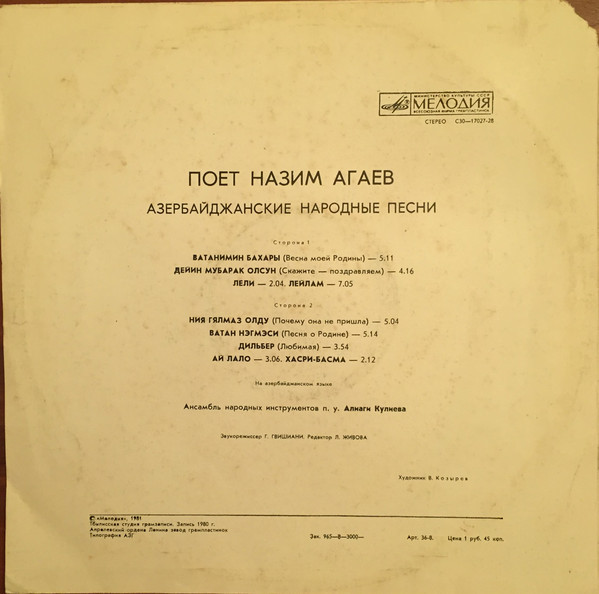 МИНИСТЕРСТВО КУЛЬТУРЫ СССР
МЕЛОДИЯ
ВСЕСОЮЗНАЯ ФИРМА ГРАМПЛАСТИНОК
СТЕРЕО С30—17027-28
ПОЕТ НАЗИМ АГАЕВ
АЗЕРБАЙДЖАНСКИЕ НАРОДНЫЕ ПЕСНИ
Сторона 1
ВАТАНИМИН БАХАРЫ (Весна моей Родины) — 5.11
ДЕЙИН МУБАРАК ОЛСУН (Скажите — поздравляем) — 4.16
ЛЕЛИ — 2.04. ЛЕЙЛАМ — 7.05
Сторона 2
НИЯ ГЯЛМАЗ ОЛДУ (Почему она не пришла) — 5.04
ВАТАН НЭГМЭСИ (Песня о Родине) — 5.14
ДИЛЬБЕР (Любимая) — 3.54
АЙ ЛАЛО — 3.06. ХАСРИ-БАСМА — 2.12
На азербайджанском языке
Ансамбль народных инструментов п. у. Алиаги Кулиева
Звукорежиссер Г. ГВИШИАНИ. Редактор Л. ЖИВОВА
Художник В. Козырев
© «Мелодия», 1981
Тбилисская студия грамзаписи. Запись 1980 г.
Апрелевский ордена Ленина завод грампластинок
Типография АЗГ
Зак. 965—8—3000—
Арт. 36-8. Цена 1 руб. 45 коп.